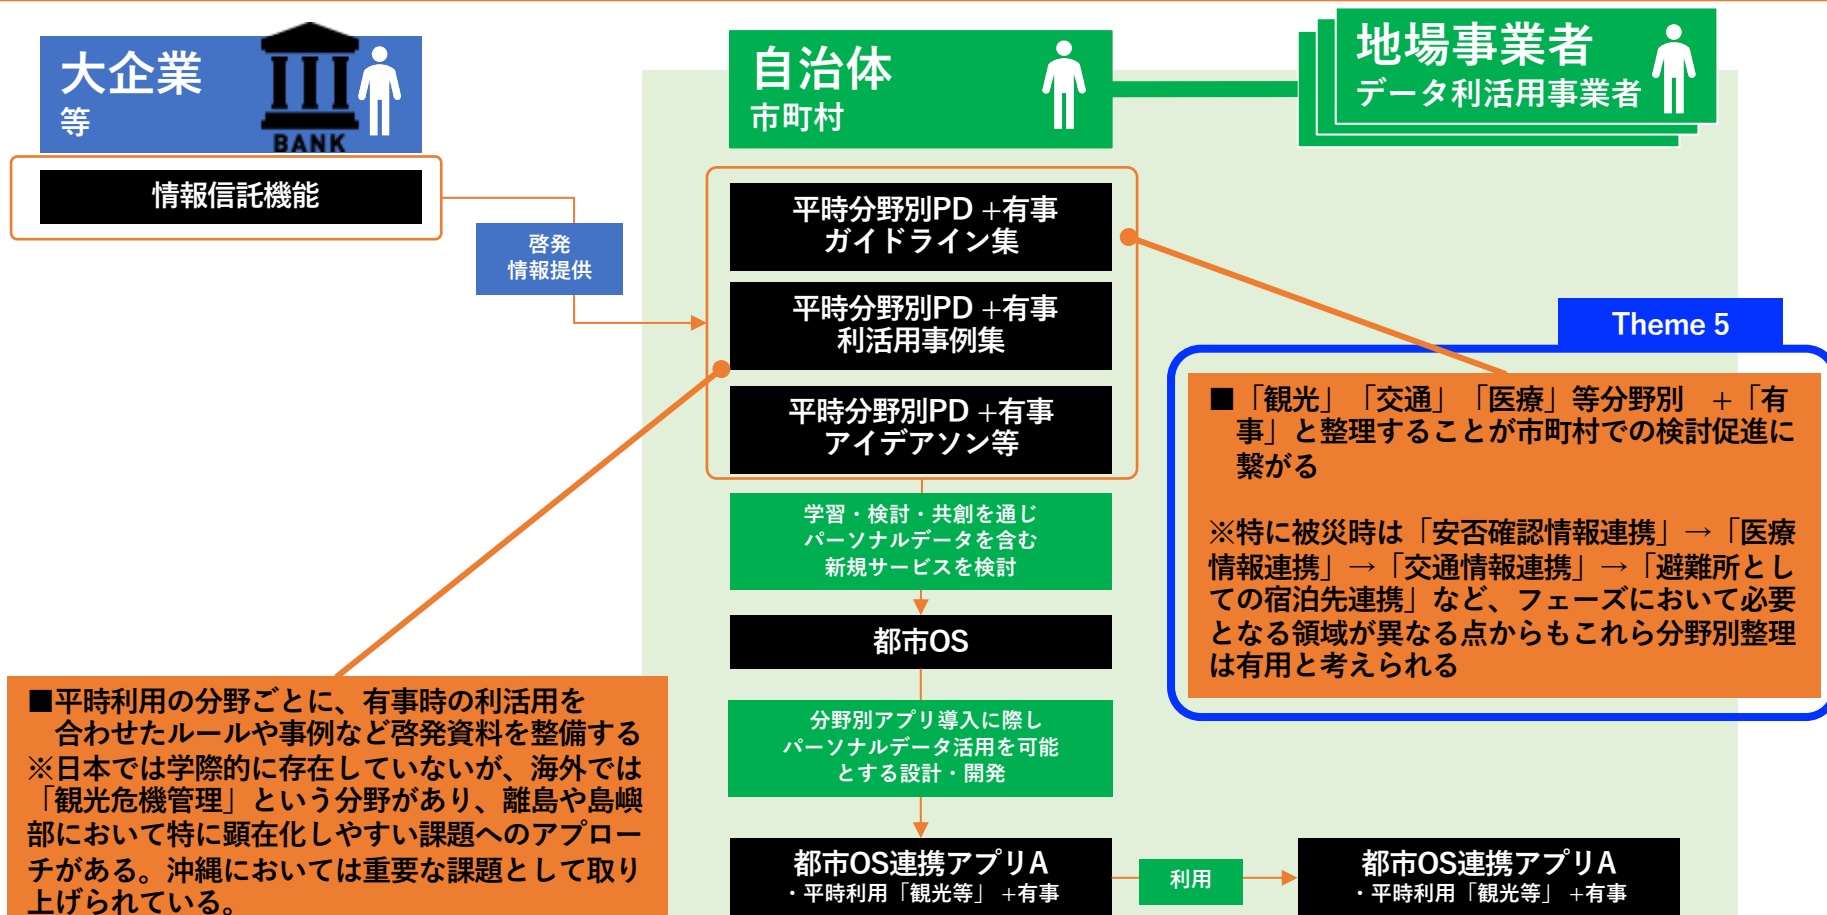 大企業
等
BANK
情報信託機能
啓発
情報提供
自治体
市町村
地場事業者
データ利活用事業者
平時分野別PD +有事
ガイドライン集
平時分野別PD +有事
利活用事例集
平時分野別PD +有事
アイデアソン等
学習・検討・共創を通じ
パーソナルデータを含む
新規サービスを検討
都市OS
分野別アプリ導入に際し
パーソナルデータ活用を可能
とする設計・開発
都市OS連携アプリA
・平時利用「観光等」 +有事
利用
都市OS連携アプリA
・平時利用「観光等」 +有事
Theme 5
■「観光」「交通」「医療」等分野別 +「有
事」と整理することが市町村での検討促進に
繋がる
※特に被災時は「安否確認情報連携」→「医療
情報連携」→「交通情報連携」→「避難所とし
ての宿泊先連携」など、フェーズにおいて必要
となる領域が異なる点からもこれら分野別整理
は有用と考えられる
■平時利用の分野ごとに、有事時の利活用を
合わせたルールや事例など啓発資料を整備する
※日本では学際的に存在していないが、海外では
「観光危機管理」という分野があり、離島や島嶼
部において特に顕在化しやすい課題へのアプロー
チがある。沖縄においては重要な課題として取り
上げられている。